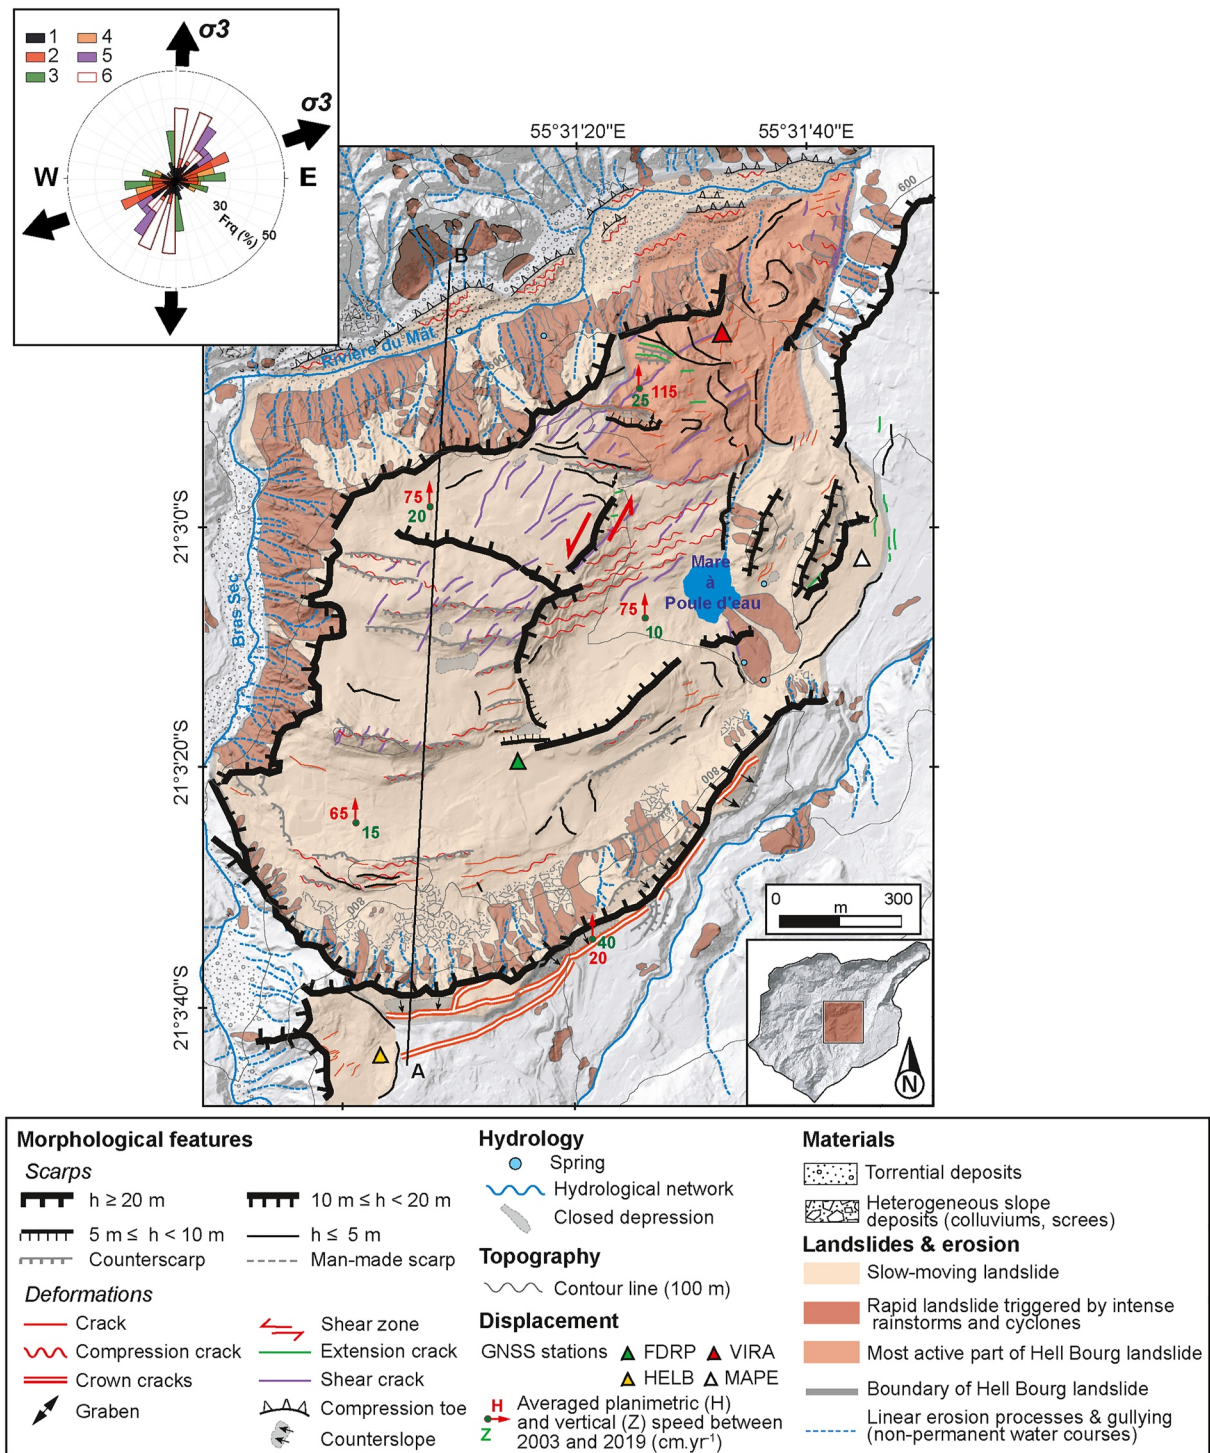 σ3
1 4
2 5
3 6
σ3
W
E
30
Frq (%)
50
55°31'20"E
55°31'40"E
600
B
Rivière du Mât
600
115
25
75
20
21°3'0"S
Mare
à
Poule d'eau
Bras Sec
75
10
21°3'20"S
800
65
15
800
0 300
m
40
20
21°3'40"S
A
N
Morphological features
Scarps
h ≥ 20 m
10 m ≤ h < 20 m
5 m ≤ h < 10 m
h ≤ 5 m
Counterscarp
Man-made scarp
Deformations
Crack
Shear zone
Compression crack
Extension crack
Crown cracks
Shear crack
Graben
Compression toe
Counterslope
Hydrology
Spring
Hydrological network
Closed depression
Topography
Contour line (100 m)
Displacement
GNSS stations FDRP VIRA
HELB MAPE
H
Z
Averaged planimetric (H)
and vertical (Z) speed between
2003 and 2019 (cm.yr⁻¹)
Materials
Torrential deposits
Heterogeneous slope
deposits (colluviums, screes)
Landslides & erosion
Slow-moving landslide
Rapid landslide triggered by intense
rainstorms and cyclones
Most active part of Hell Bourg landslide
Boundary of Hell Bourg landslide
Linear erosion processes & gullying
(non-permanent water courses)